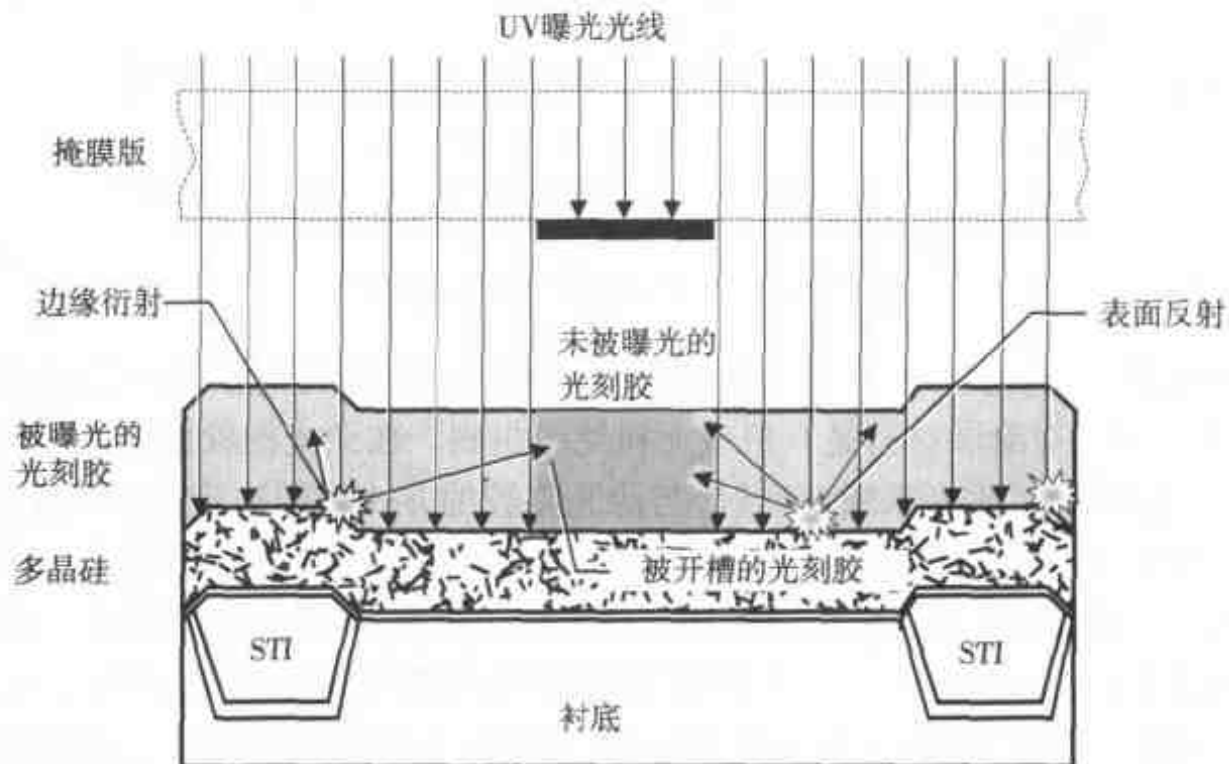 UV曝光光线
掩膜版
边缘衍射
表面反射
未被曝光的
光刻胶
被曝光的
光刻胶
多晶硅
被开槽的光刻胶
STI
STI
衬底